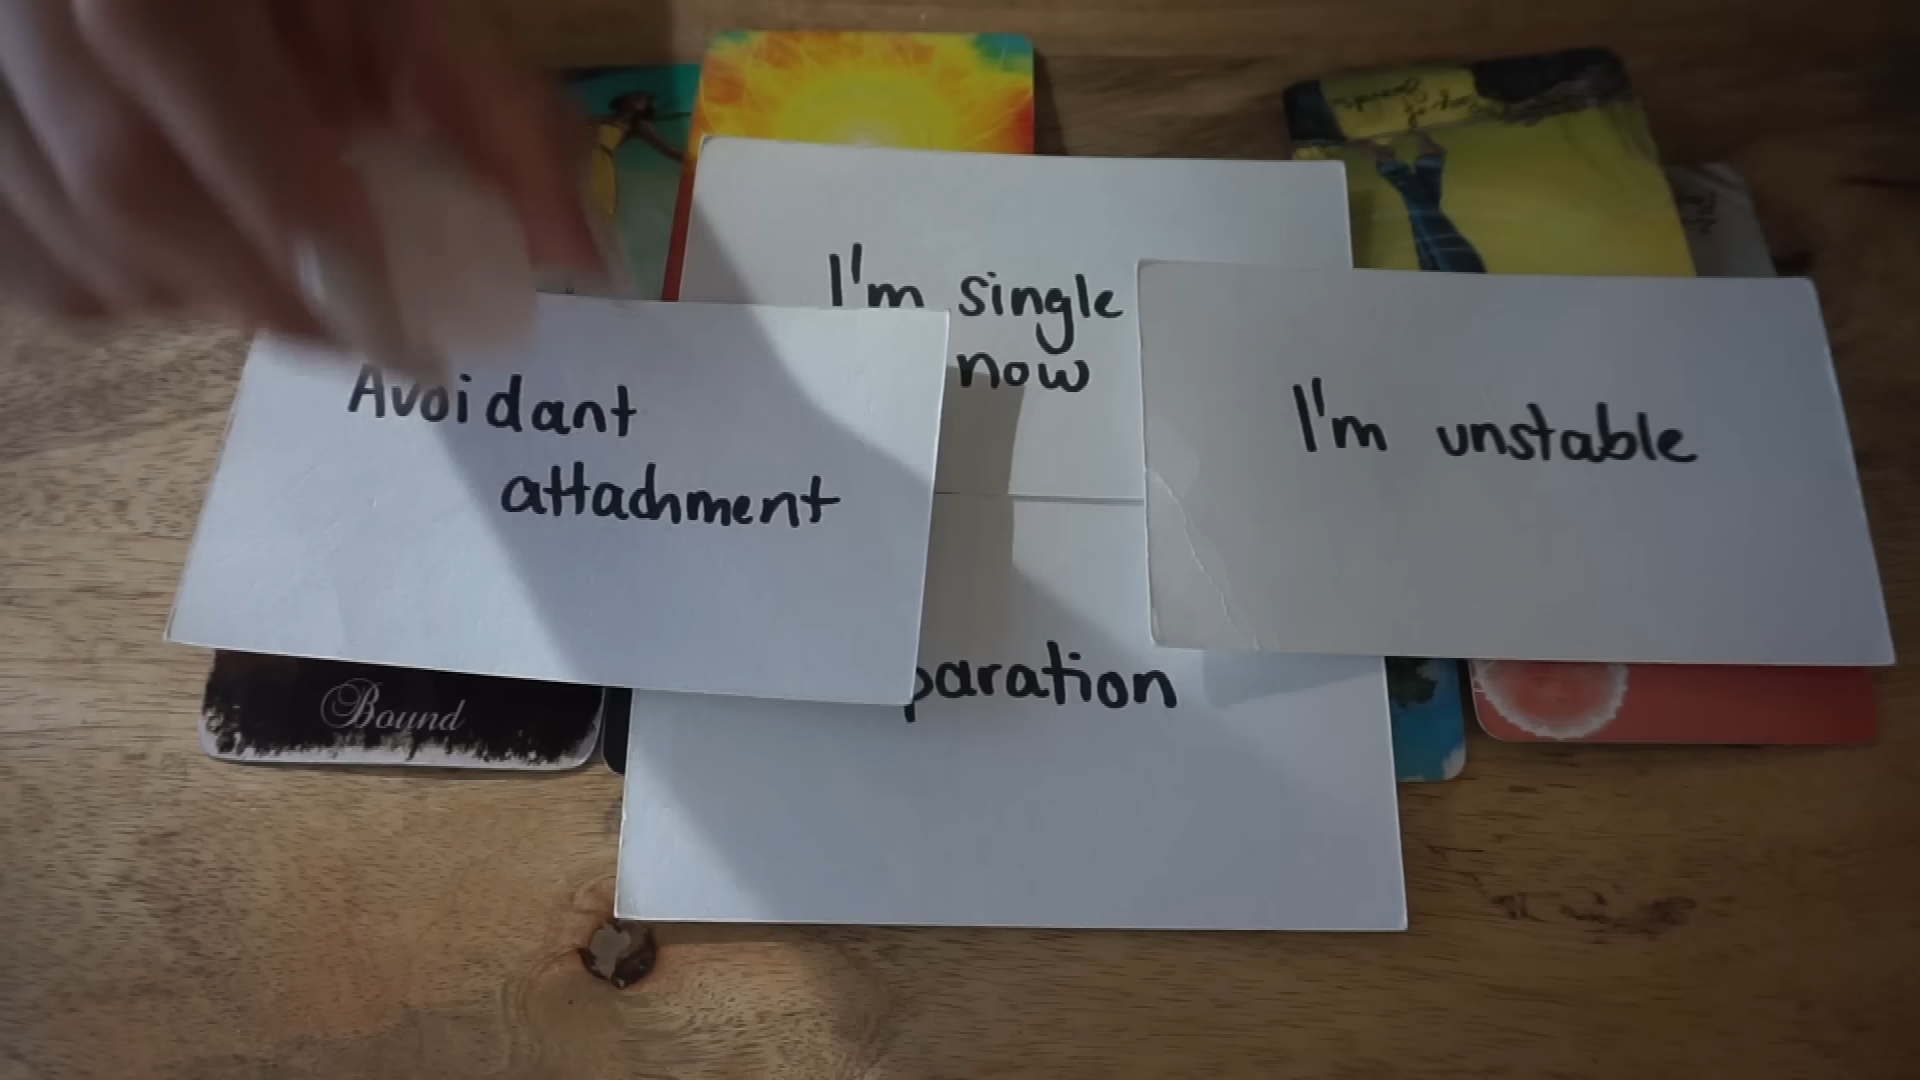 I'm single
now
Avoidant
attachment
I'm unstable
paration
Bound